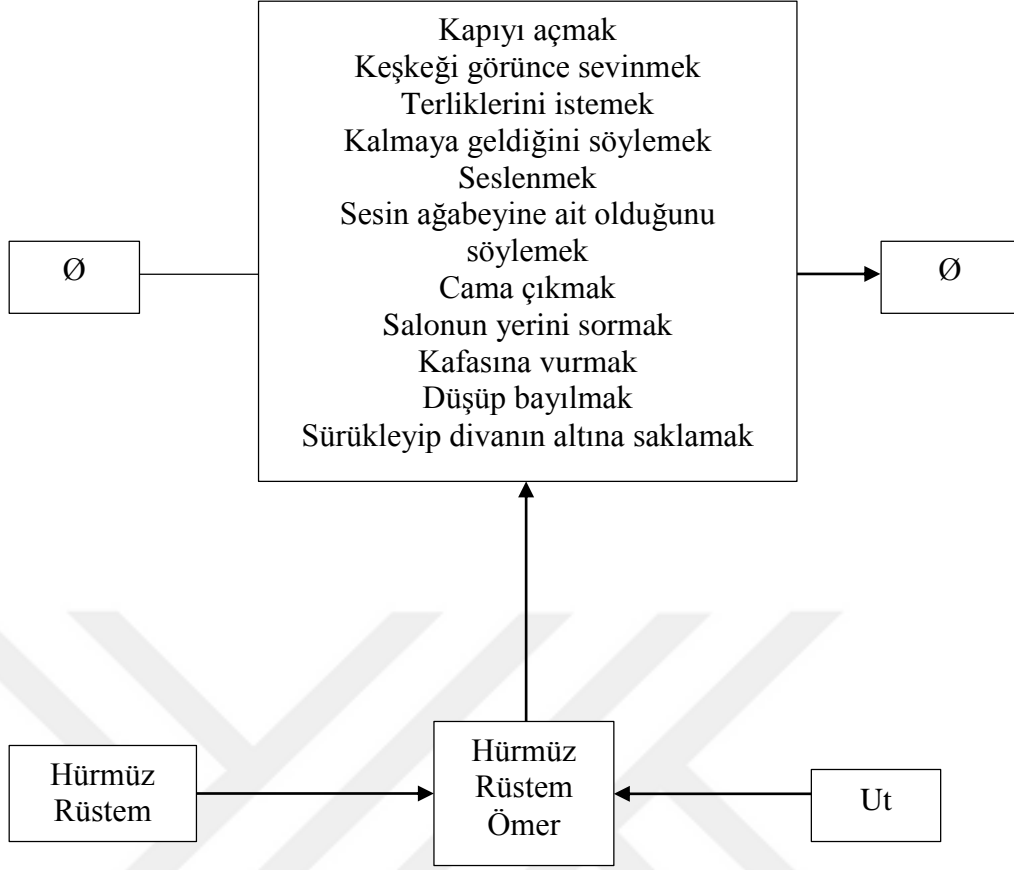 Kapıyı açmak
Keşkeği görünce sevinmek
Terliklerini istemek
Kalmaya geldiğini söylemek
Seslenmek
Sesin ağabeyine ait olduğunu
söylemek
Cama çıkmak
Salonun yerini sormak
Kafasına vurmak
Düşüp bayılmak
Sürükleyip divanın altına saklamak
Ø
Ø
Hürmüz
Rüstem
Hürmüz
Rüstem
Ömer
Ut